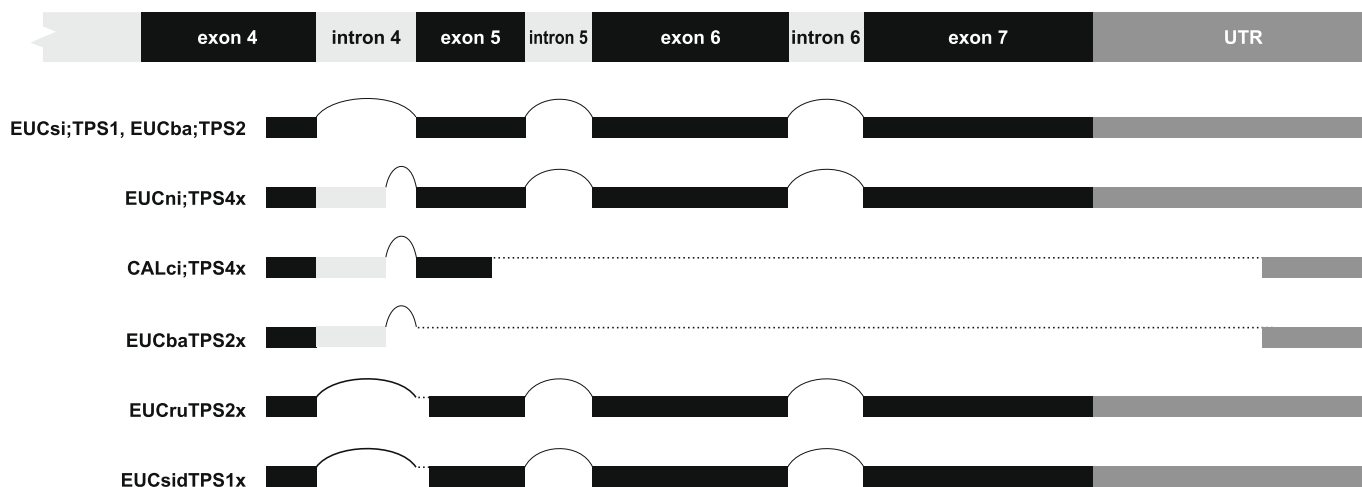 exon 4 intron 4 exon 5 intron 5 exon 6 intron 6 exon 7 UTR
EUCsi;TPS1, EUCba;TPS2
EUCni;TPS4x
CALci;TPS4x
EUCbaTPS2x
EUCruTPS2x
EUCsidTPS1x